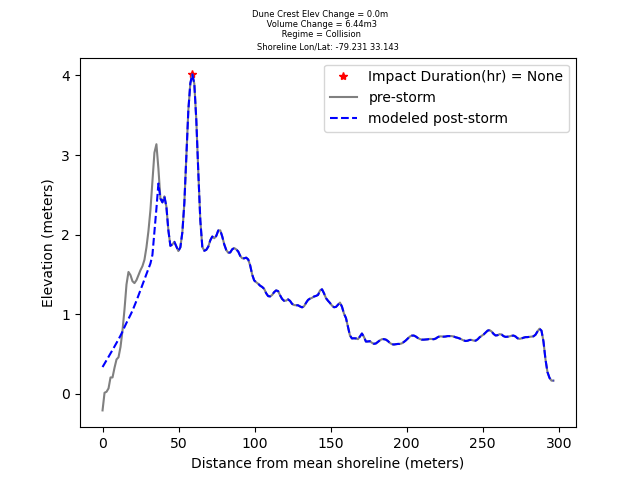 Dune Crest Elev Change = 0.0m
Volume Change = 6.44m3
Regime = Collision
Shoreline Lon/Lat: -79.231 33.143
Impact Duration(hr) = None
pre-storm
modeled post-storm
Elevation (meters)
4
3
2
1
0
0 50 100 150 200 250 300
Distance from mean shoreline (meters)